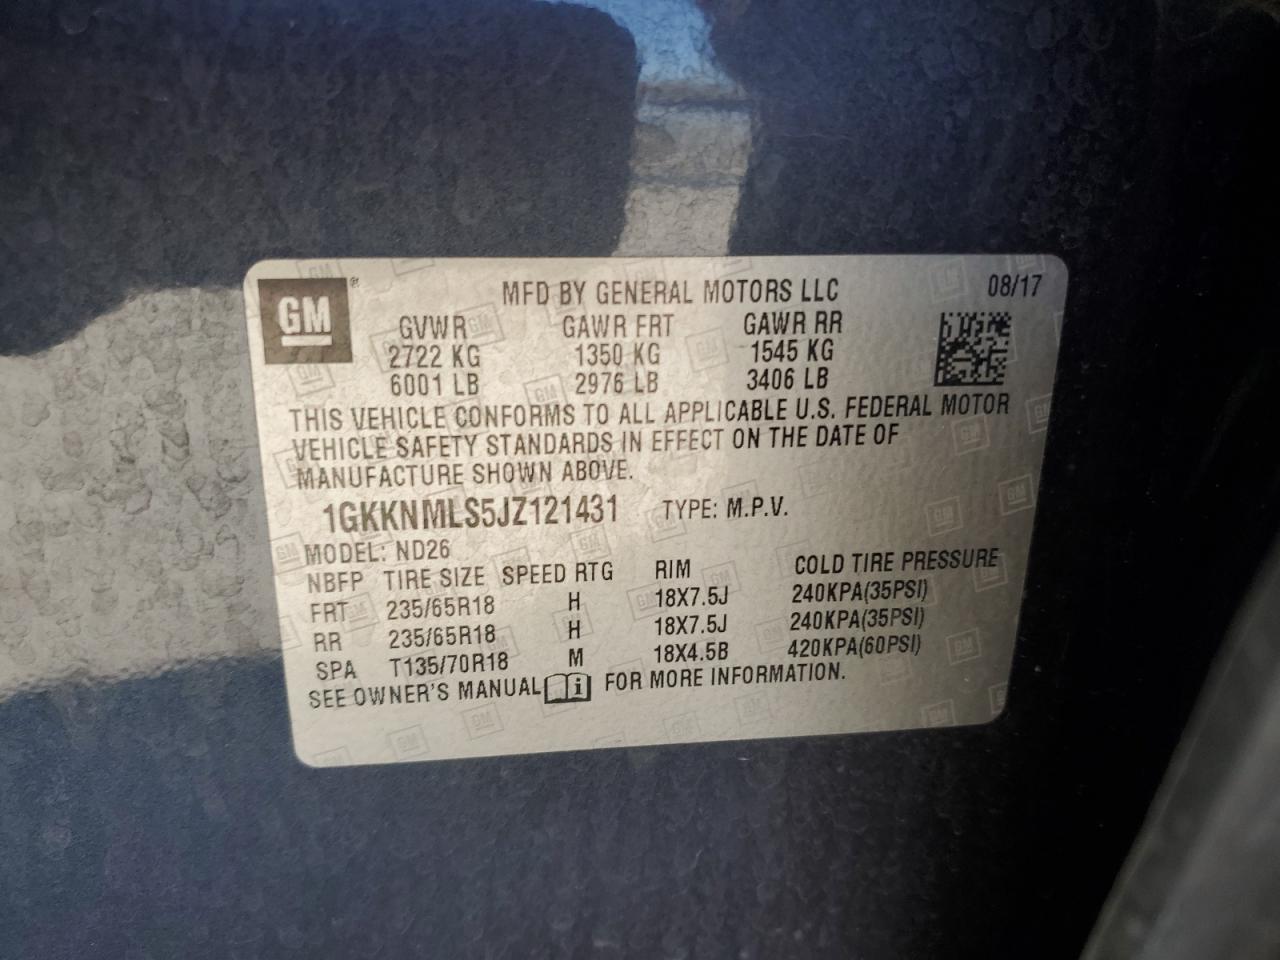 GM ® MFD BY GENERAL MOTORS LLC 08/17
GVWR GAWR FRT GAWR RR
2722 KG 1350 KG 1545 KG
6001 LB 2976 LB 3406 LB
THIS VEHICLE CONFORMS TO ALL APPLICABLE U.S. FEDERAL MOTOR
VEHICLE SAFETY STANDARDS IN EFFECT ON THE DATE OF
MANUFACTURE SHOWN ABOVE.
1GKKNMLS5JZ121431 TYPE: M.P.V.
MODEL: ND26
NBFP TIRE SIZE SPEED RTG RIM COLD TIRE PRESSURE
FRT 235/65R18 H 18X7.5J 240KPA(35PSI)
RR 235/65R18 H 18X7.5J 240KPA(35PSI)
SPA T135/70R18 M 18X4.5B 420KPA(60PSI)
SEE OWNER'S MANUAL i FOR MORE INFORMATION.